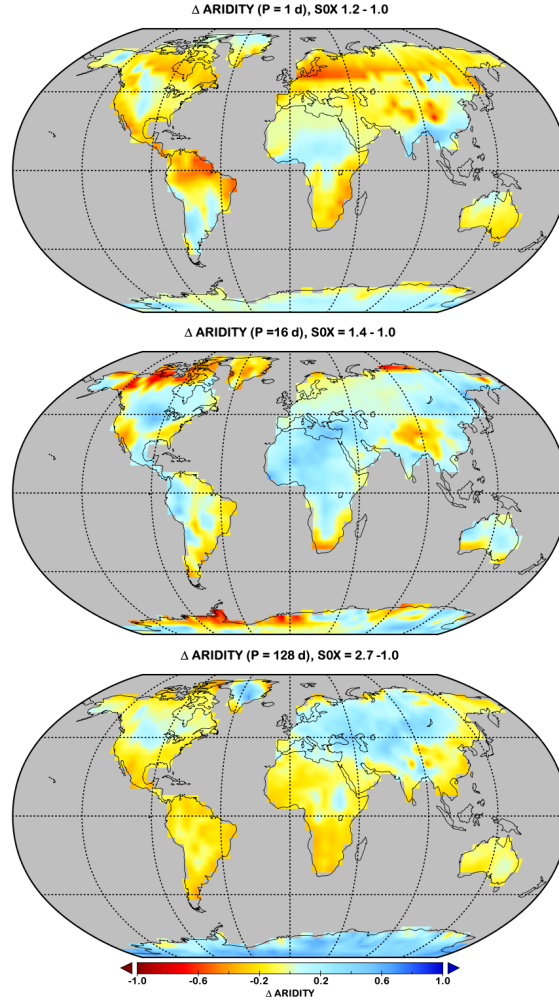 Δ ARIDITY (P = 1 d), S0X 1.2 - 1.0
Δ ARIDITY (P =16 d), S0X = 1.4 - 1.0
Δ ARIDITY (P = 128 d), S0X = 2.7 -1.0
-1.0 -0.6 -0.2 0.2 0.6 1.0
Δ ARIDITY